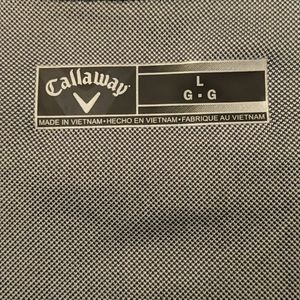 Callaway
L
G - G
MADE IN VIETNAM • HECHO EN VIETNAM • FABRIQUE AU VIETNAM